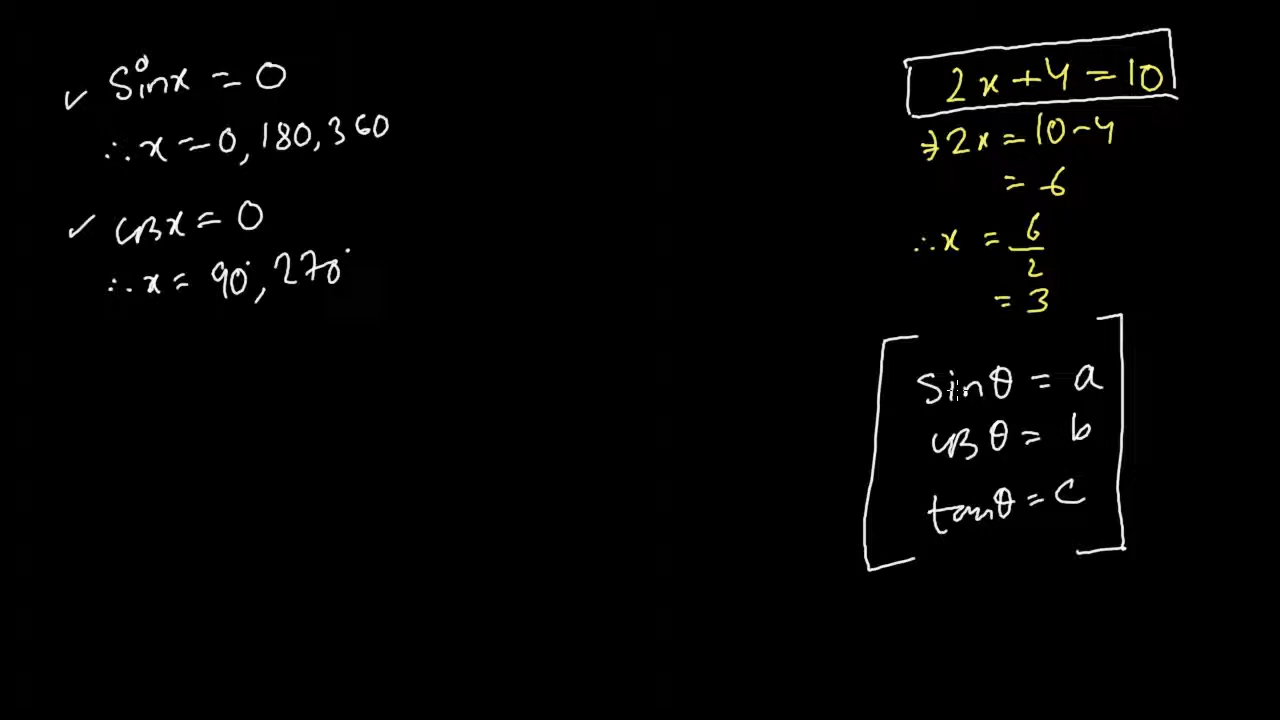 sinx = 0
∴ x = 0, 180, 360
cosx = 0
∴ x = 90°, 270°
2x + 4 = 10
⇒ 2x = 10 - 4
= 6
∴ x = 6/2
= 3
sinθ = a
cosθ = b
tanθ = c